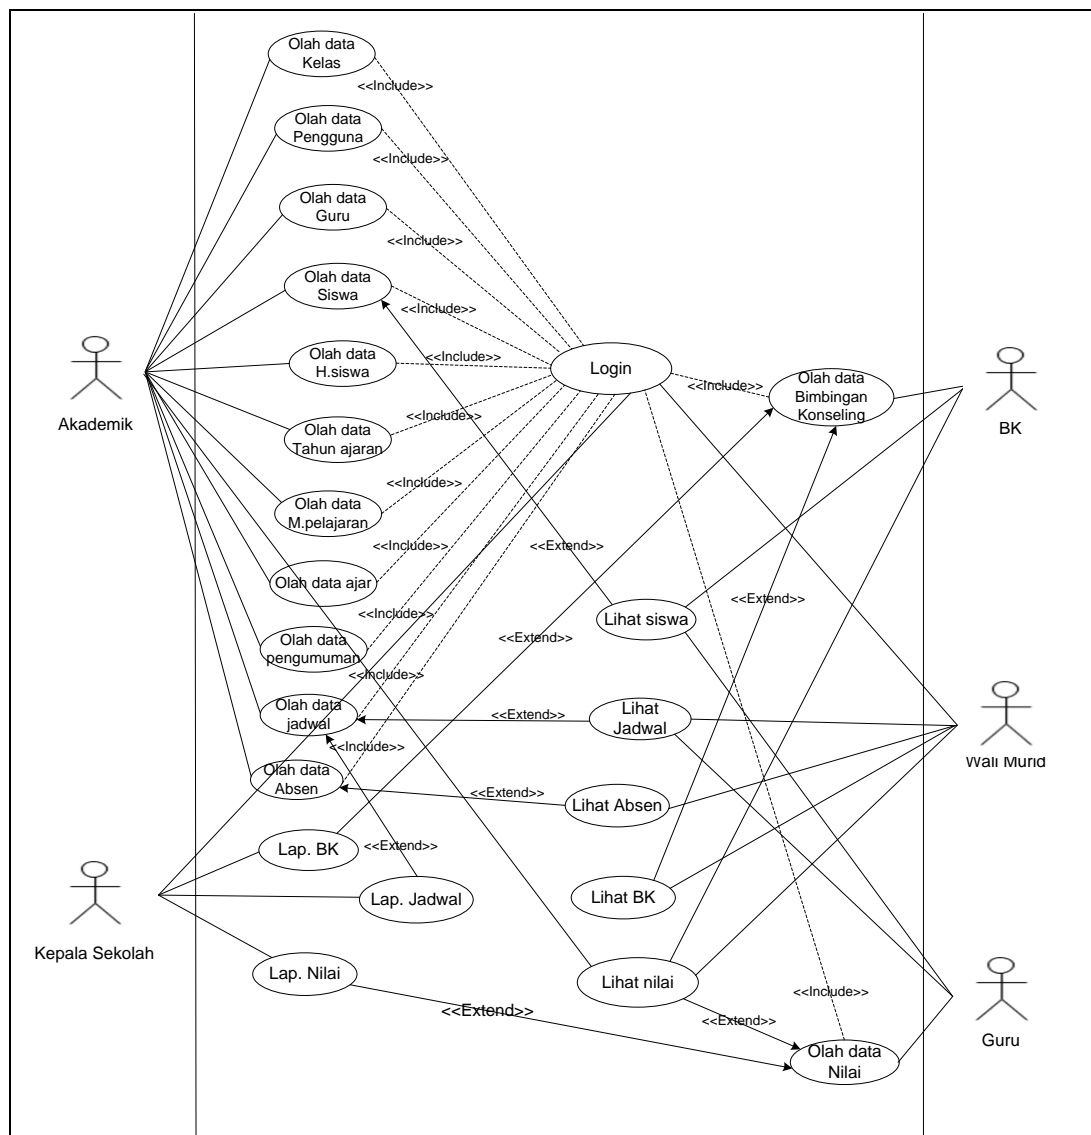 Olah data
Kelas
<<Include>>
Olah data
Pengguna
<<Include>>
Olah data
Guru
<<Include>>
Olah data
Siswa
<<Include>>
Akademik
Olah data
H.siswa
<<Include>>
Login
<<Include>>
Olah data
Bimbingan
Konseling
BK
Olah data
Tahun ajaran
<<Include>>
Olah data
M.pelajaran
<<Include>>
<<Include>>
<<Extend>>
Olah data ajar
<<Extend>>
Lihat siswa
<<Include>>
Olah data
pengumuman
<<Extend>>
<<Include>>
Olah data
jadwal
<<Extend>>
Lihat
Jadwal
<<Include>>
Wali Murid
Olah data
Absen
<<Extend>>
Lihat Absen
Lap. BK
<<Extend>>
Lap. Jadwal
Lihat BK
Kepala Sekolah
Lap. Nilai
Lihat nilai
<<Include>>
<<Extend>>
<<Extend>>
Olah data
Nilai
Guru